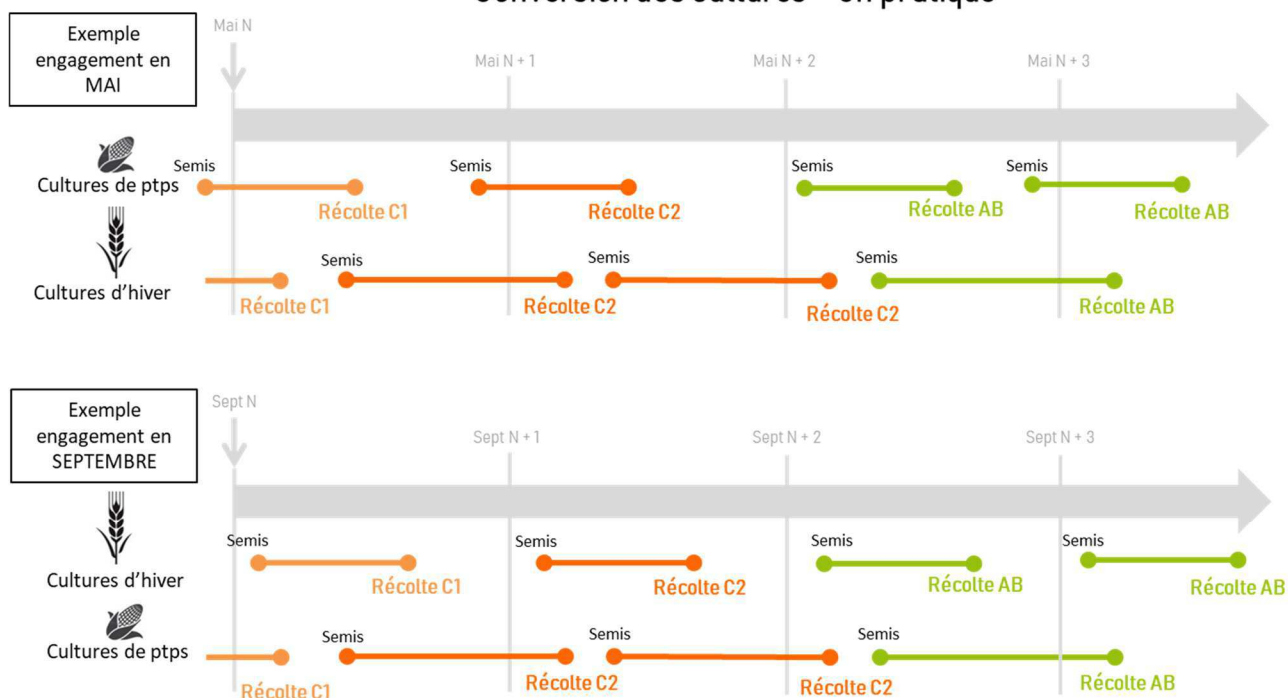 Conversion des cultures – en pratique
Exemple
engagement en
MAI
Mai N
Mai N + 1
Mai N + 2
Mai N + 3
Semis
Semis
Semis
Semis
Cultures de ptps
Récolte C1
Récolte C2
Récolte AB
Récolte AB
Semis
Semis
Semis
Cultures d'hiver
Récolte C1
Récolte C2
Récolte C2
Récolte AB
Exemple
engagement en
SEPTEMBRE
Sept N
Sept N + 1
Sept N + 2
Sept N + 3
Semis
Semis
Semis
Semis
Cultures d'hiver
Récolte C1
Récolte C2
Récolte AB
Récolte AB
Semis
Semis
Semis
Cultures de ptps
Récolte C1
Récolte C2
Récolte C2
Récolte AB